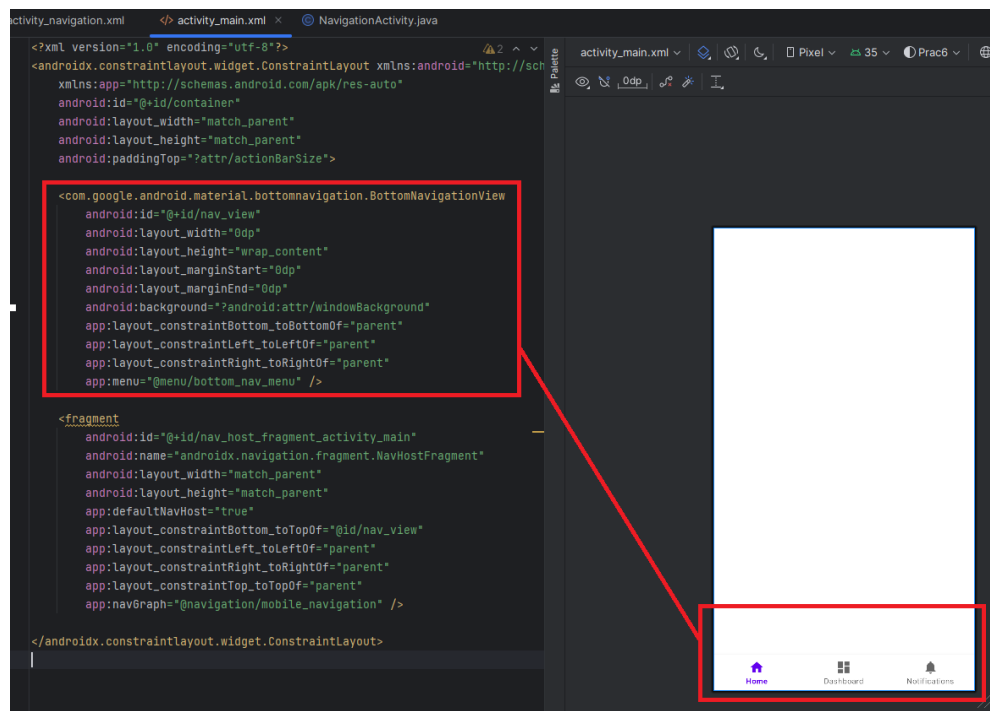 activity_navigation.xml
</> activity_main.xml ×
© NavigationActivity.java
<?xml version="1.0" encoding="utf-8"?>
2
<androidx.constraintlayout.widget.ConstraintLayout xmlns:android="http://sch
xmlns:app="http://schemas.android.com/apk/res-auto"
android:id="@+id/container"
android:layout_width="match_parent"
android:layout_height="match_parent"
android:paddingTop="?attr/actionBarSize">
<com.google.android.material.bottomnavigation.BottomNavigationView
android:id="@+id/nav_view"
android:layout_width="0dp"
android:layout_height="wrap_content"
android:layout_marginStart="0dp"
android:layout_marginEnd="0dp"
android:background="?android:attr/windowBackground"
app:layout_constraintBottom_toBottomOf="parent"
app:layout_constraintLeft_toLeftOf="parent"
app:layout_constraintRight_toRightOf="parent"
app:menu="@menu/bottom_nav_menu" />
<fragment
android:id="@+id/nav_host_fragment_activity_main"
android:name="androidx.navigation.fragment.NavHostFragment"
android:layout_width="match_parent"
android:layout_height="match_parent"
app:defaultNavHost="true"
app:layout_constraintBottom_toTopOf="@id/nav_view"
app:layout_constraintLeft_toLeftOf="parent"
app:layout_constraintRight_toRightOf="parent"
app:layout_constraintTop_toTopOf="parent"
app:navGraph="@navigation/mobile_navigation" />
</androidx.constraintlayout.widget.ConstraintLayout>
Palette
activity_main.xml
Pixel
35
Prac6
0dp
Home
Dashboard
Notifications